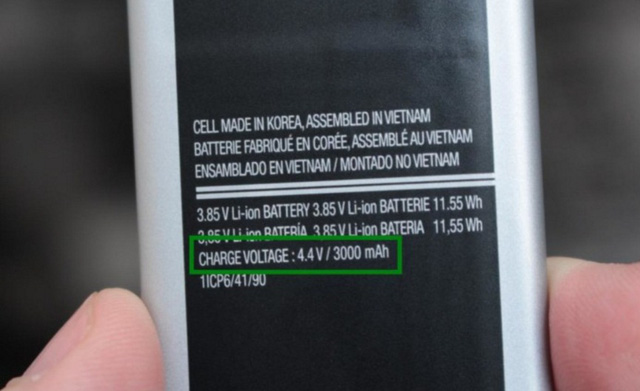 CELL MADE IN KOREA, ASSEMBLED IN VIETNAM
BATTERIE FABRIQUÉ EN CORÉE, ASSEMBLÉ AU VIETNAM
ENSAMBLADO EN VIETNAM / MONTADO NO VIETNAM
3.85 V Li-ion BATTERY 3.85 V Li-ion BATTERIE 11.55 Wh
3,85 V Li-ion BATERÍA 3,85 V Li-ion BATERIA 11,55 Wh
CHARGE VOLTAGE : 4.4 V / 3000 mAh
1ICP6/41/90